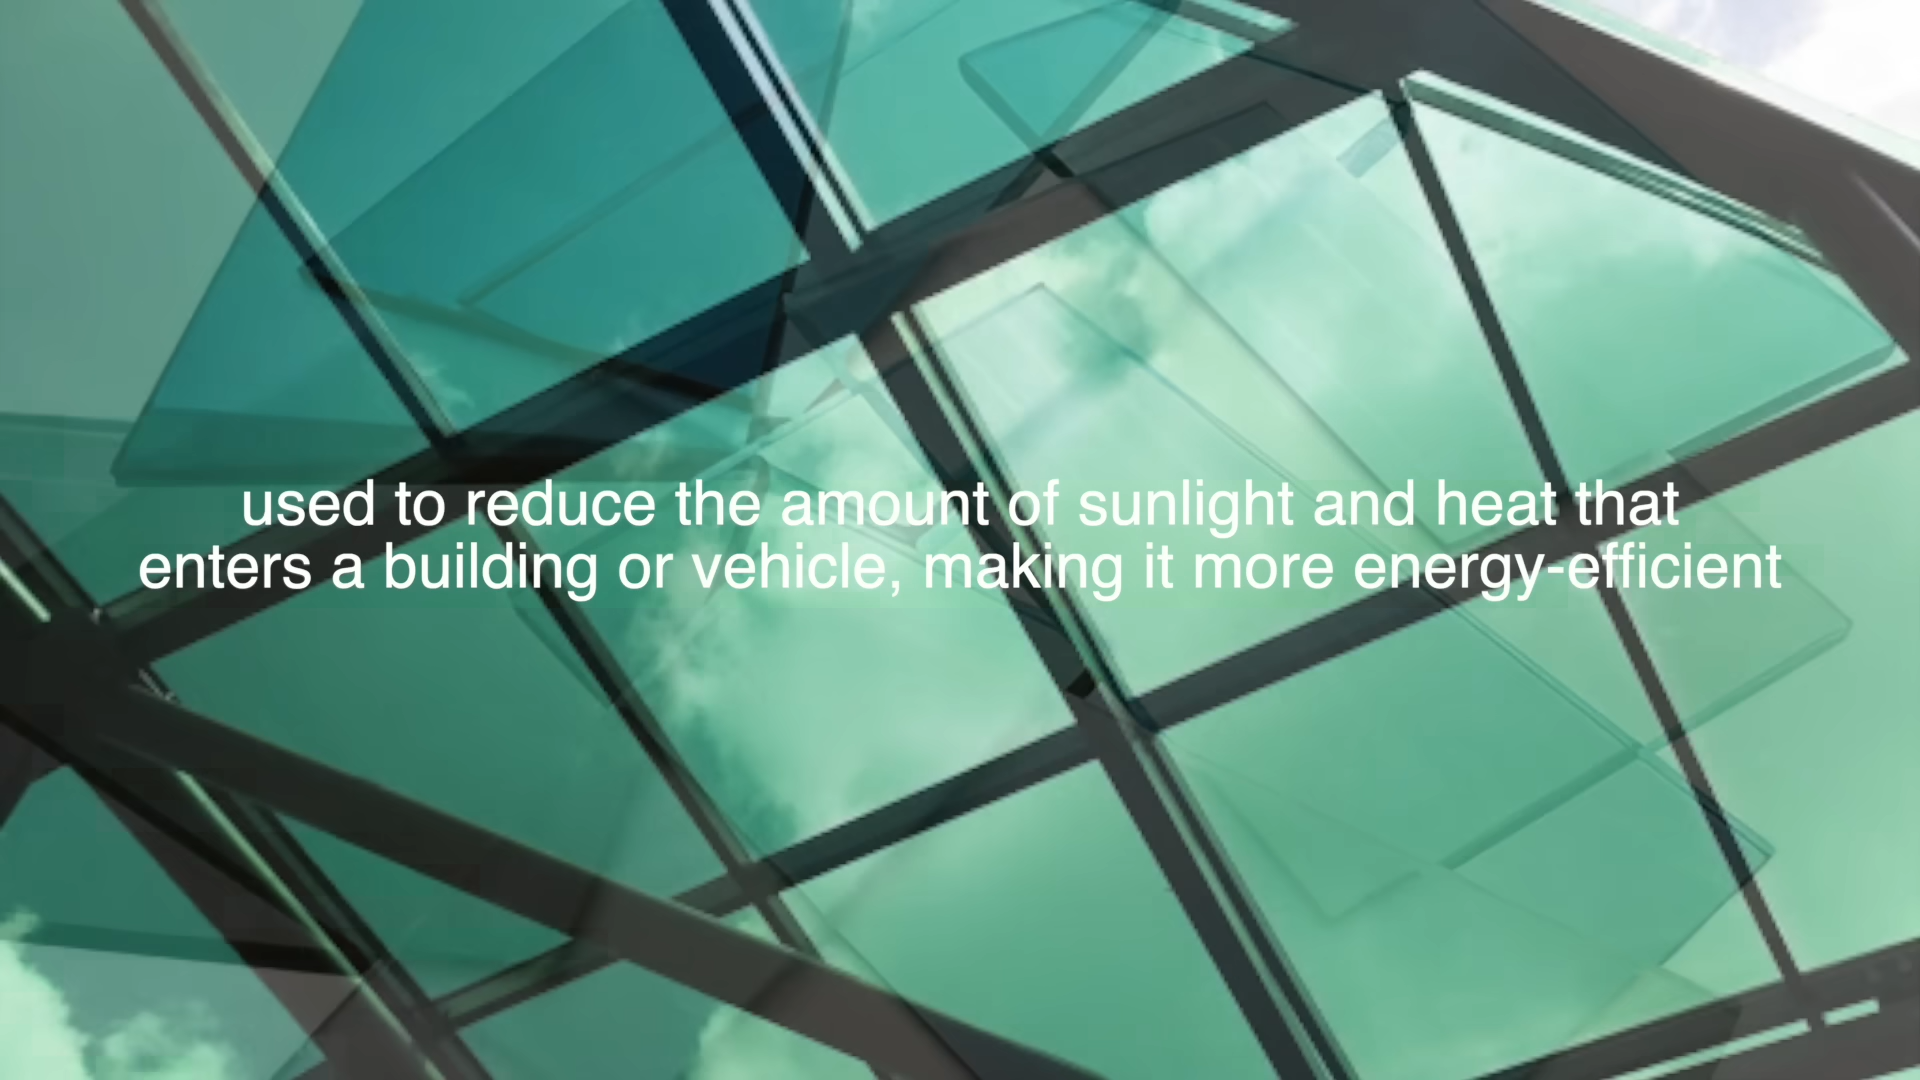 used to reduce the amount of sunlight and heat that
enters a building or vehicle, making it more energy-efficient